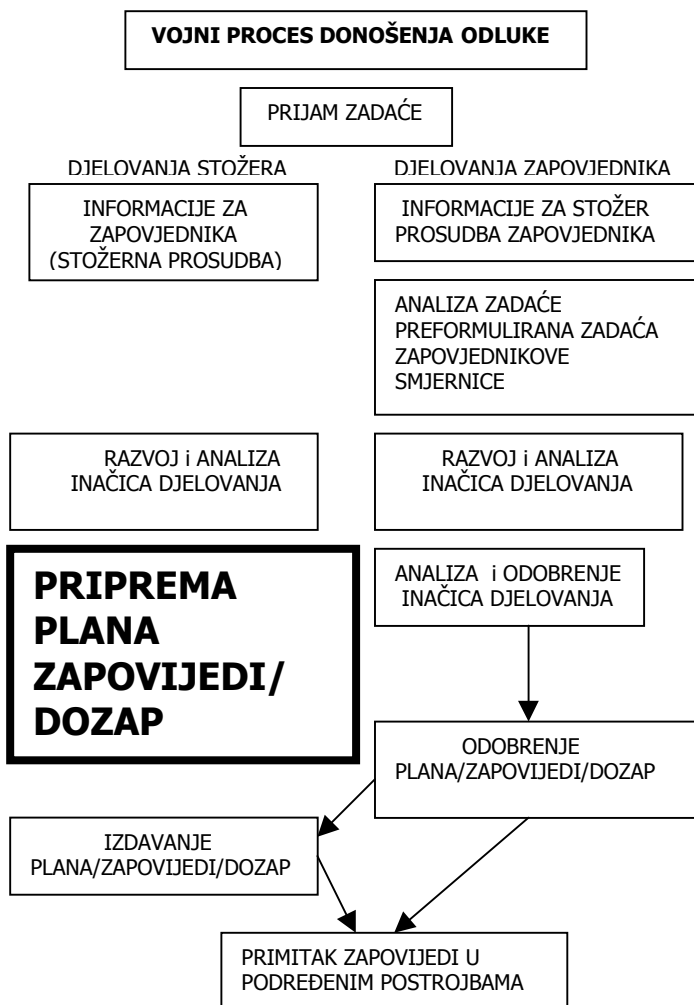 VOJNI PROCES DONOŠENJA ODLUKE
PRIJAM ZADAĆE
DJELOVANJA STOŽERA
DJELOVANJA ZAPOVJEDNIKA
INFORMACIJE ZA
ZAPOVJEDNIKA
(STOŽERNA PROSUDBA)
INFORMACIJE ZA STOŽER
PROSUDBA ZAPOVJEDNIKA
ANALIZA ZADAĆE
PREFORMULIRANA ZADAĆA
ZAPOVJEDNIKOVE
SMJERNICE
RAZVOJ i ANALIZA
INAČICA DJELOVANJA
RAZVOJ i ANALIZA
INAČICA DJELOVANJA
PRIPREMA
PLANA
ZAPOVIJEDI/
DOZAP
ANALIZA i ODOBRENJE
INAČICA DJELOVANJA
ODOBRENJE
PLANA/ZAPOVIJEDI/DOZAP
IZDAVANJE
PLANA/ZAPOVIJEDI/DOZAP
PRIMITAK ZAPOVIJEDI U
PODREĐENIM POSTROJBAMA